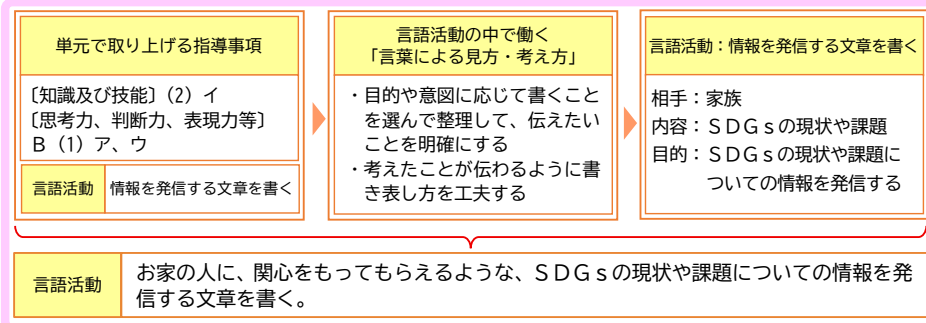 単元で取り上げる指導事項
〔知識及び技能〕(2) イ
〔思考力、判断力、表現力等〕
Ｂ (1) ア、ウ
言語活動 情報を発信する文章を書く
言語活動の中で働く
「言葉による見方・考え方」
・目的や意図に応じて書くこと
を選んで整理して、伝えたい
ことを明確にする
・考えたことが伝わるように書
き表し方を工夫する
言語活動：情報を発信する文章を書く
相手：家族
内容：ＳＤＧｓの現状や課題
目的：ＳＤＧｓの現状や課題に
ついての情報を発信する
言語活動
お家の人に、関心をもってもらえるような、ＳＤＧｓの現状や課題についての情報を発
信する文章を書く。